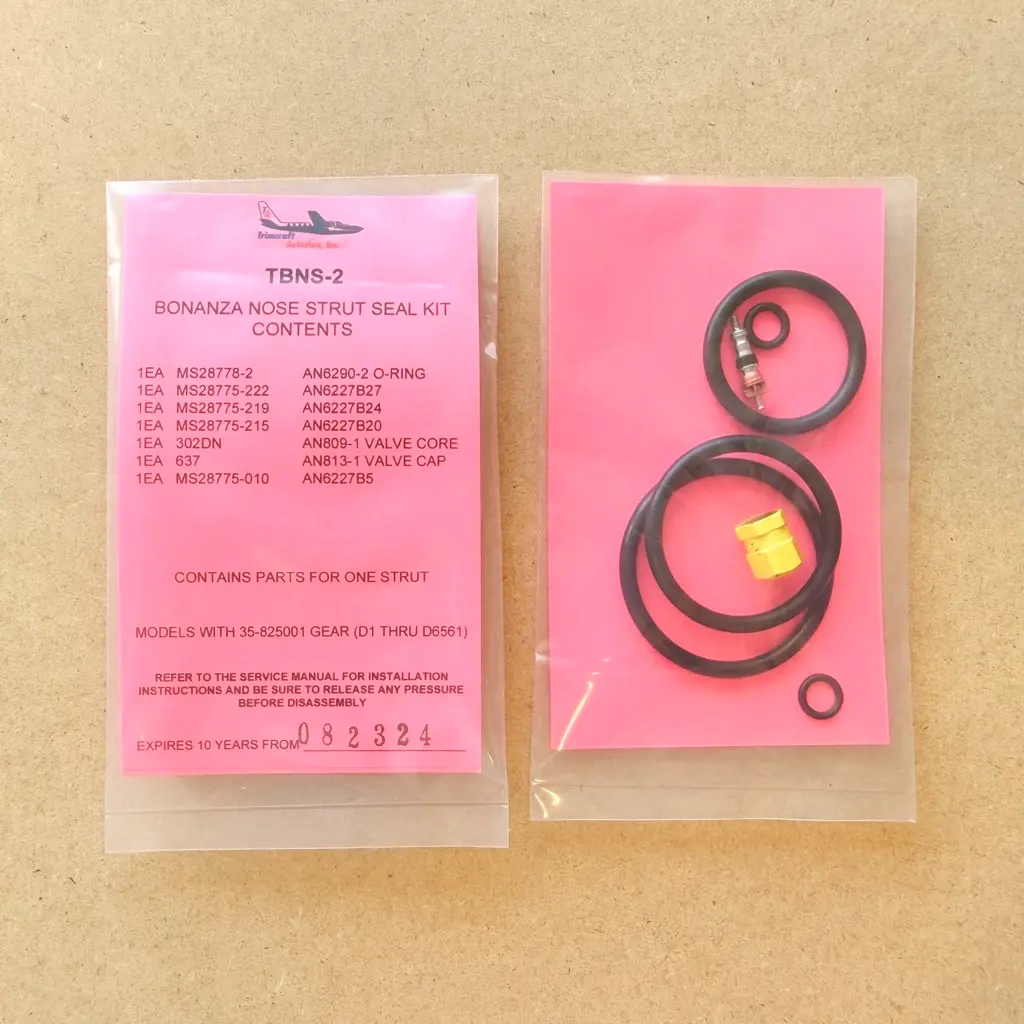 Trimcraft
Aviation, Inc.
TBNS-2
BONANZA NOSE STRUT SEAL KIT
CONTENTS
1EA MS28778-2 AN6290-2 O-RING
1EA MS28775-222 AN6227B27
1EA MS28775-219 AN6227B24
1EA MS28775-215 AN6227B20
1EA 302DN AN809-1 VALVE CORE
1EA 637 AN813-1 VALVE CAP
1EA MS28775-010 AN6227B5
CONTAINS PARTS FOR ONE STRUT
MODELS WITH 35-825001 GEAR (D1 THRU D6561)
REFER TO THE SERVICE MANUAL FOR INSTALLATION
INSTRUCTIONS AND BE SURE TO RELEASE ANY PRESSURE
BEFORE DISASSEMBLY
EXPIRES 10 YEARS FROM 082324